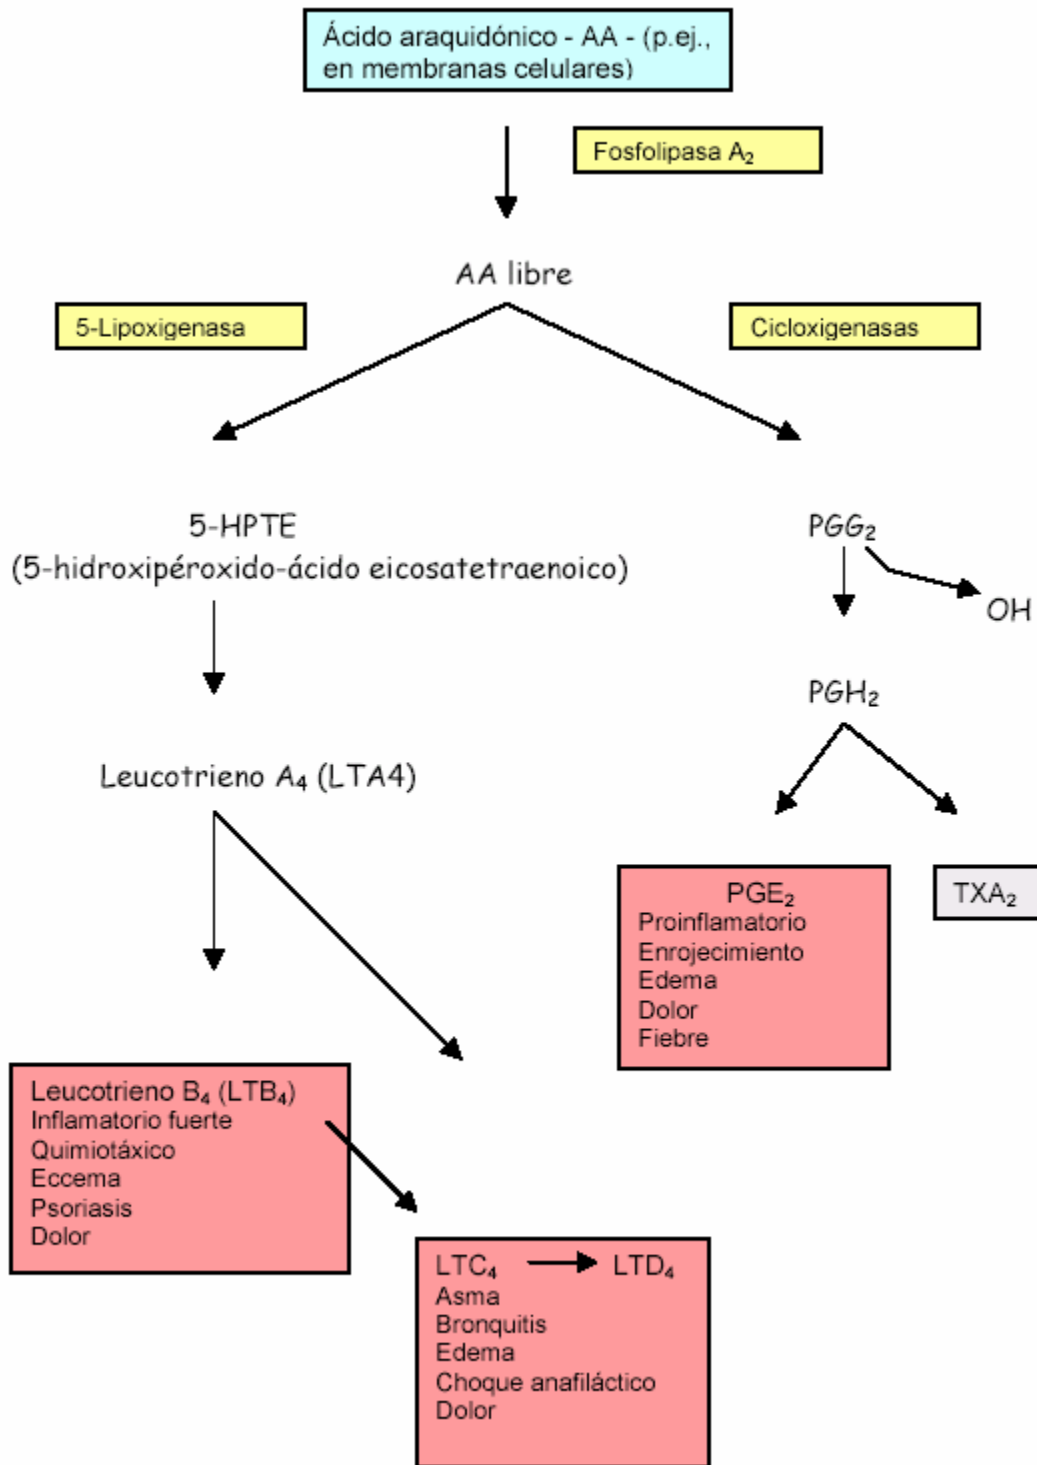 Ácido araquidónico - AA - (p.ej.,
en membranas celulares)
Fosfolipasa A₂
AA libre
5-Lipoxigenasa
Cicloxigenasas
5-HPTE
(5-hidroxipéroxido-ácido eicosatetraenoico)
PGG₂
OH
PGH₂
Leucotrieno A₄ (LTA4)
PGE₂
Proinflamatorio
Enrojecimiento
Edema
Dolor
Fiebre
TXA₂
Leucotrieno B₄ (LTB₄)
Inflamatorio fuerte
Quimiotáxico
Eccema
Psoriasis
Dolor
LTC₄ LTD₄
Asma
Bronquitis
Edema
Choque anafiláctico
Dolor